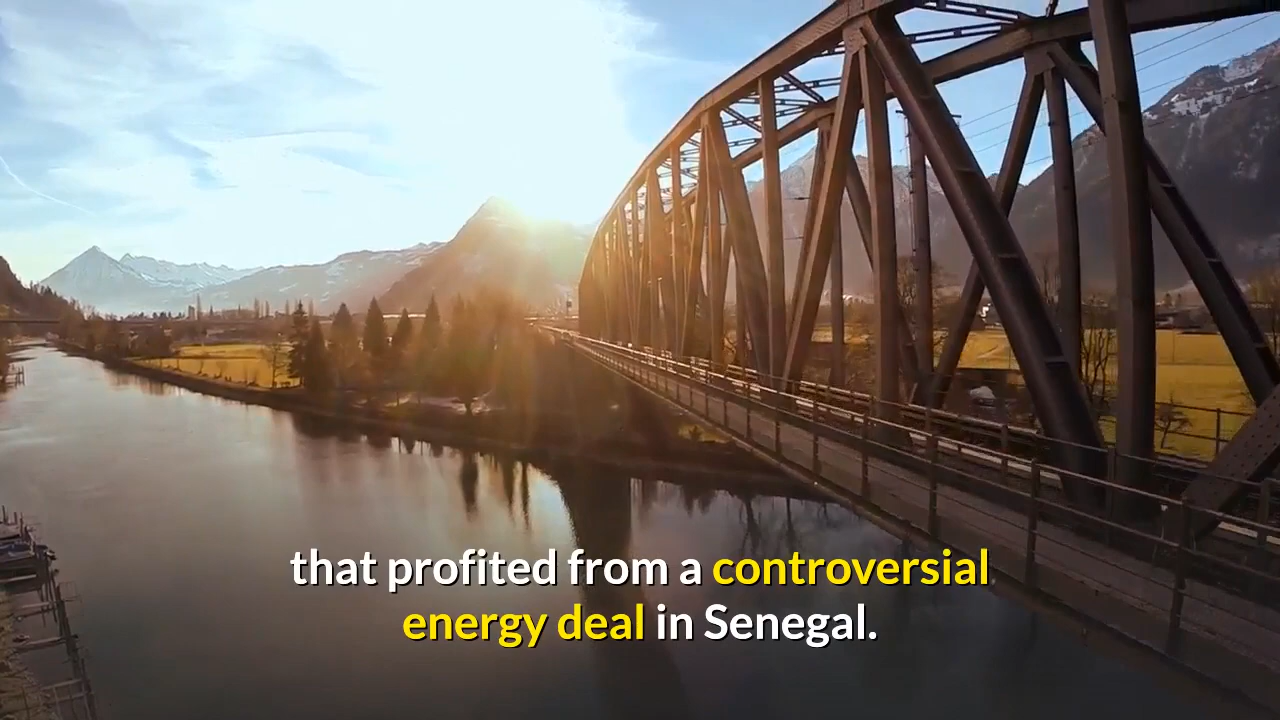 that profited from a controversial
energy deal in Senegal.